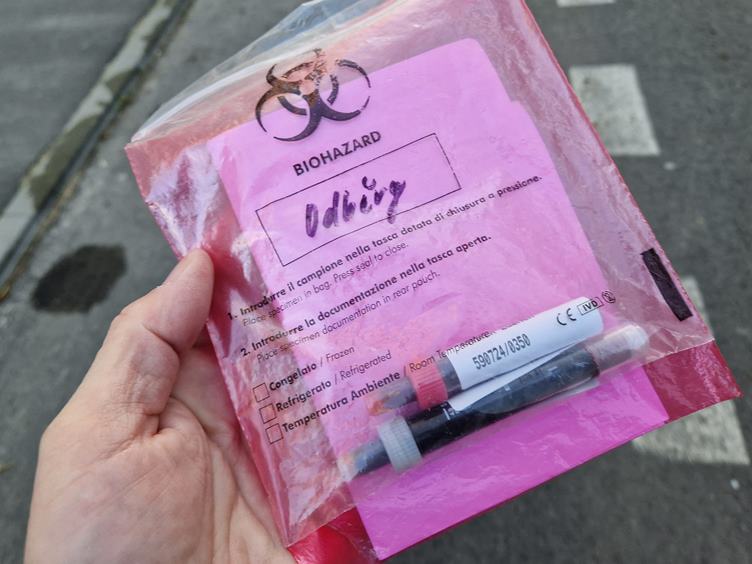 BIOHAZARD
Odběry
1. Introdurre il campione nella tasca dotata di chiusura a pressione.
Place specimen in bag. Press seal to close.
2. Introdurre la documentazione nella tasca aperta.
Place specimen documentation in rear pouch.
Congelato / Frozen
Refrigerato / Refrigerated
Temperatura Ambiente / Room Temperature
CE IVD
590724/0350